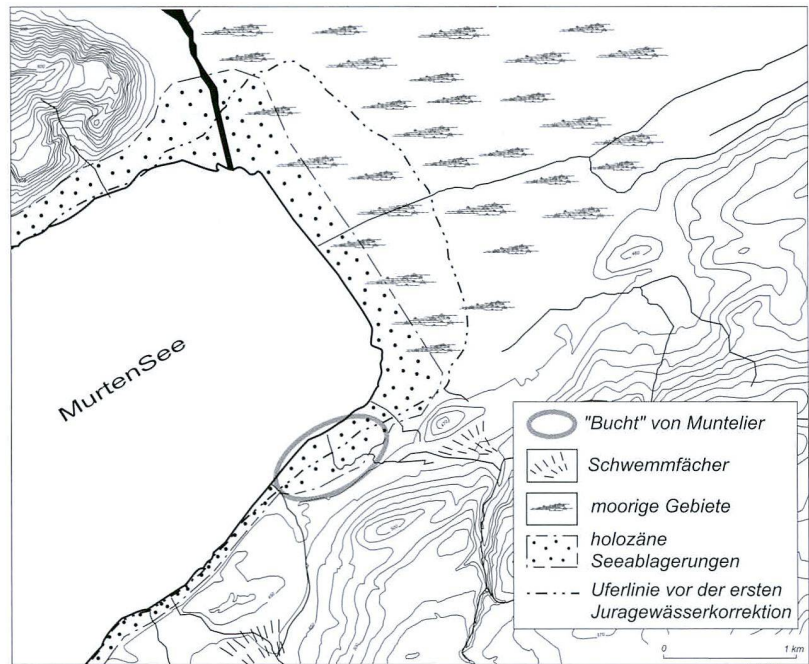 MurtenSee
"Bucht" von Muntelier
Schwemmfächer
moorige Gebiete
holozäne
Seeablagerungen
Uferlinie vor der ersten
Juragewässerkorrektion
0 1 km